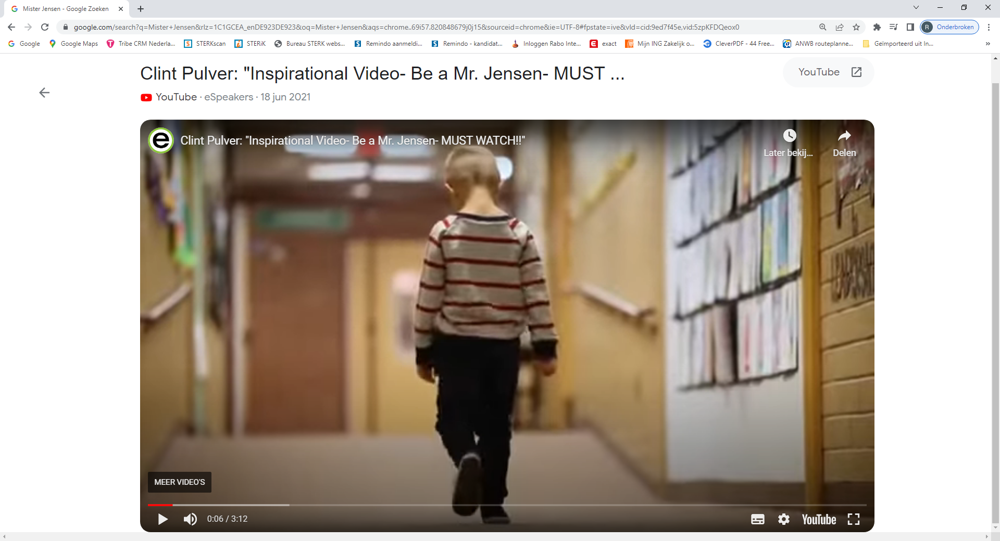 Mister Jensen - Google Zoeken
google.com/search?q=Mister+Jensen&rlz=1C1GCEA_enDE923DE923&oq=Mister+Jensen&aqs=chrome..69i57.820848679j0j15&sourceid=chrome&ie=UTF-8#fpstate=ive&vld=cid:9ed7f45e,vid:5zpKFDQeox0
R Onderbroken
Google Google Maps Tribe CRM Nederla... STERKscan STERiK Bureau STERK webs... Remindo aanmeldi... Remindo - kandidat... Inloggen Rabo Inte... exact Mijn ING Zakelijk o... CleverPDF - 44 Free... ANWB routeplanne... Geïmporteerd uit In... »
Clint Pulver: "Inspirational Video- Be a Mr. Jensen- MUST ...
YouTube
YouTube · eSpeakers · 18 jun 2021
e Clint Pulver: "Inspirational Video- Be a Mr. Jensen- MUST WATCH!!"
Later bekij...
Delen
MEER VIDEO'S
0:06 / 3:12
YouTube